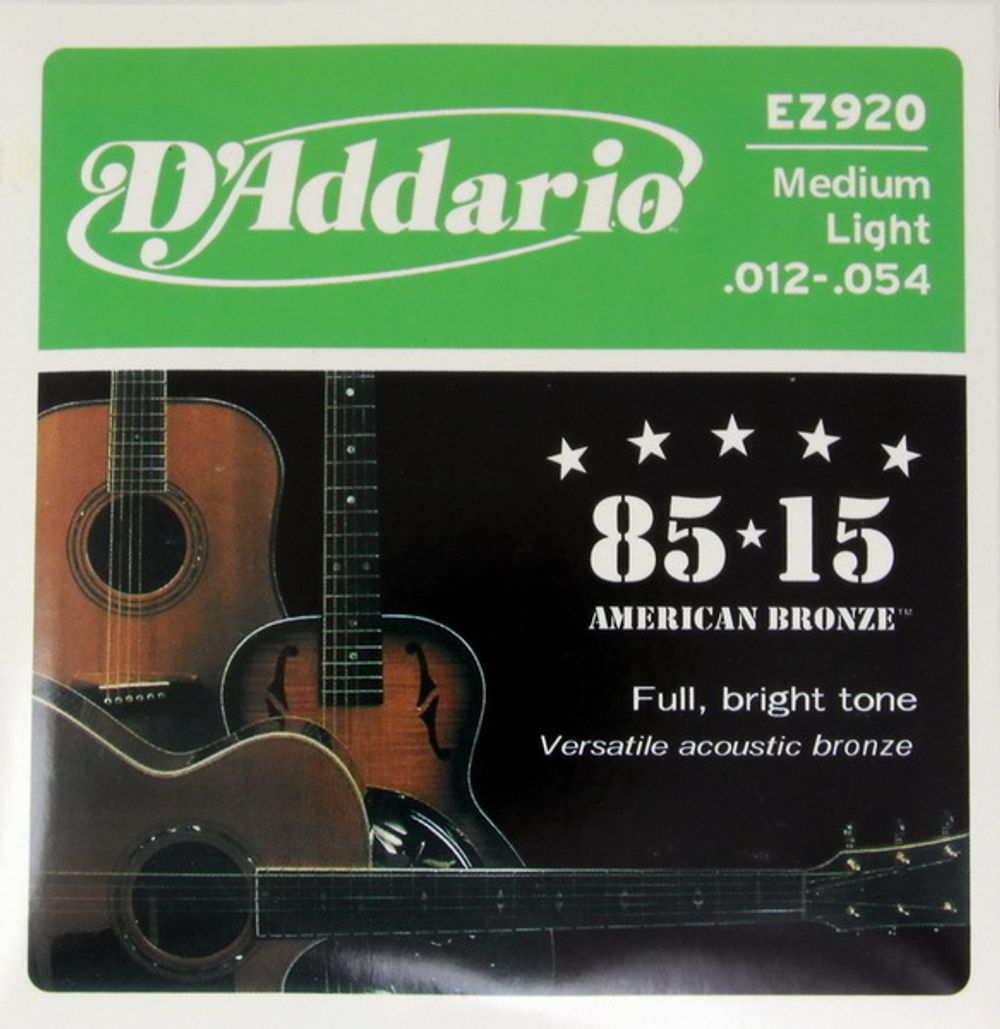 D'Addario
EZ920
Medium
Light
.012-.054
85★15
AMERICAN BRONZE™
Full, bright tone
Versatile acoustic bronze